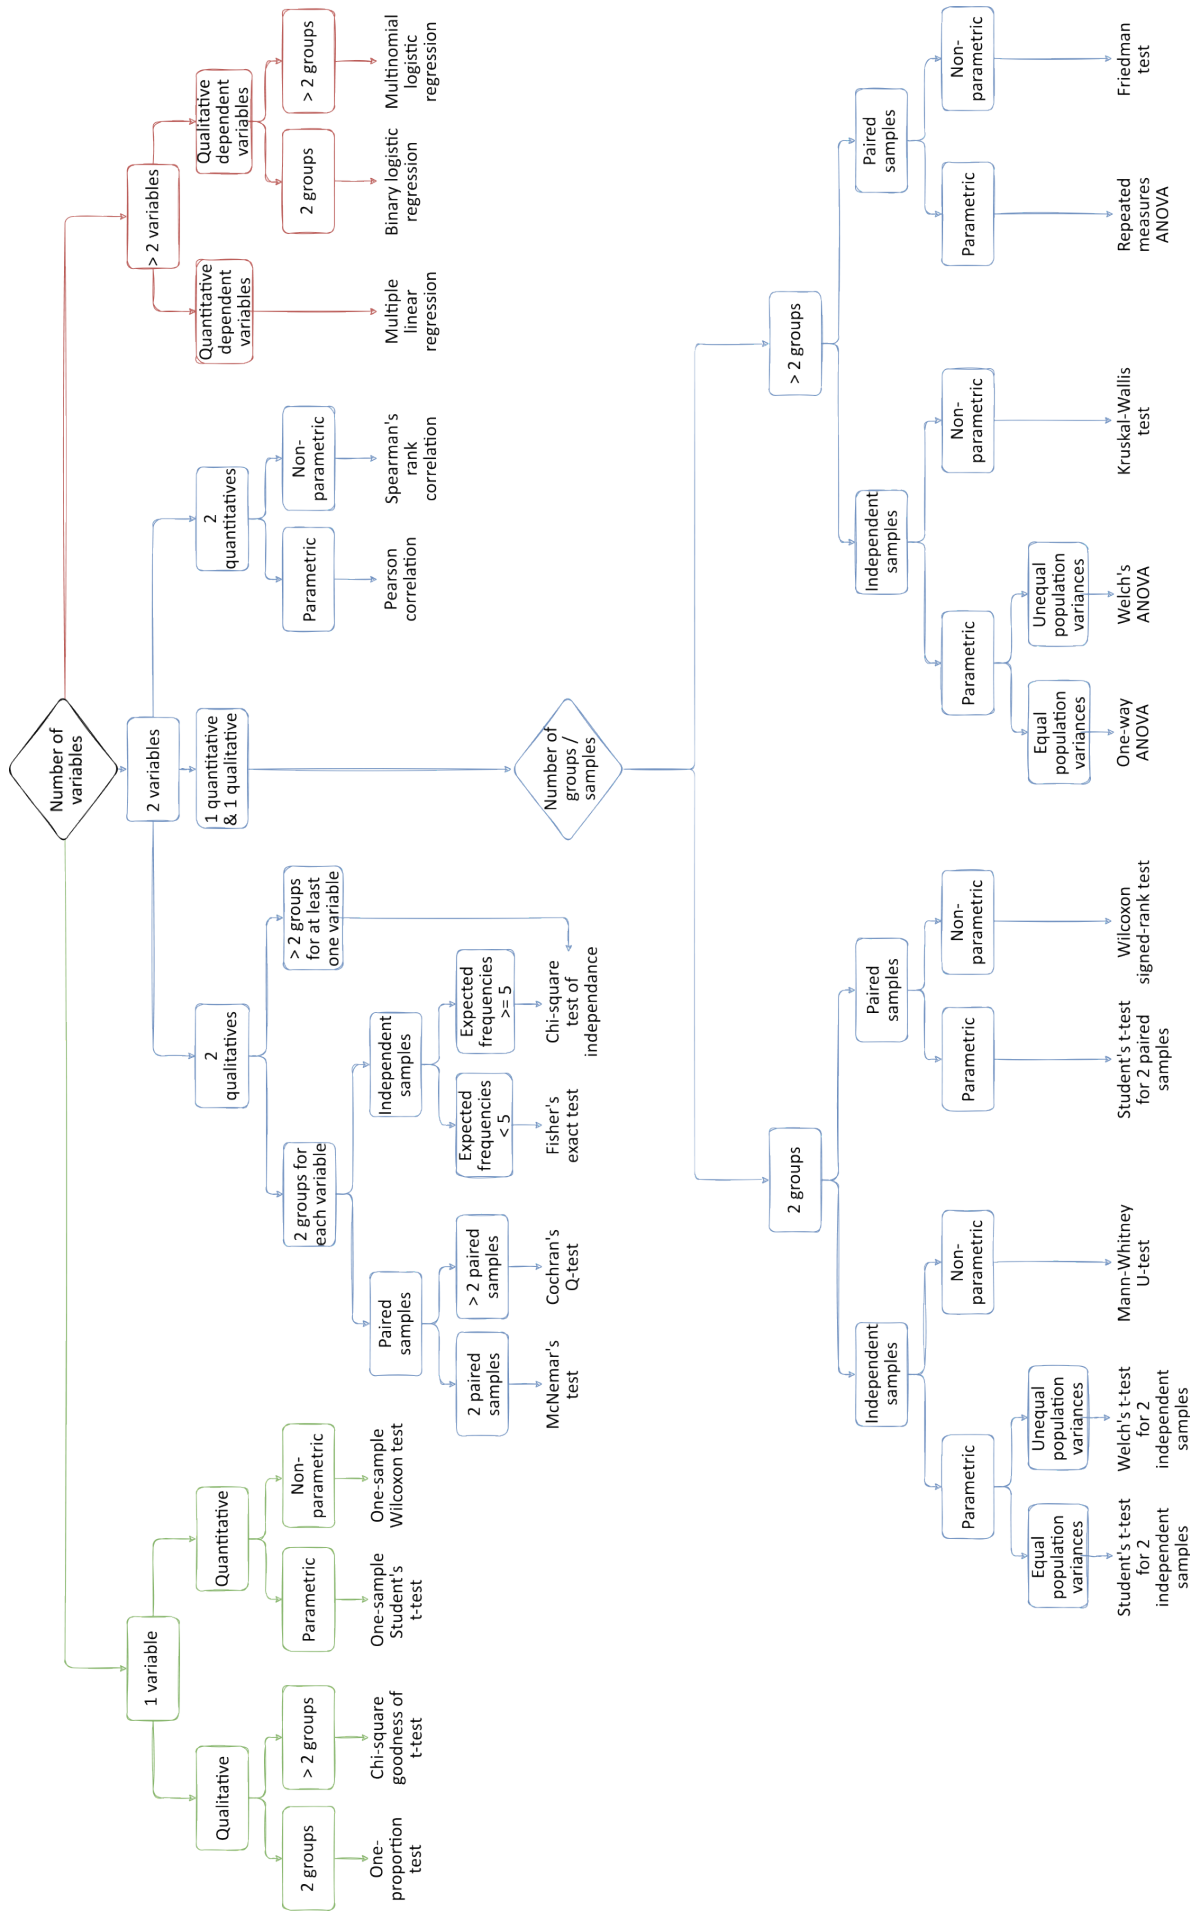 Number of
variables
1 variable
2 variables
> 2 variables
Qualitative
Quantitative
2
qualitatives
1 quantitative
& 1 qualitative
2
quantitatives
Quantitative
dependent
variables
Qualitative
dependent
variables
2 groups
> 2 groups
Parametric
Non-
parametric
2 groups for
each variable
> 2 groups
for at least
one variable
Parametric
Non-
parametric
2 groups
> 2 groups
One-
proportion
test
Chi-square
goodness of
t-test
One-sample
Student's
t-test
One-sample
Wilcoxon test
Paired
samples
Independent
samples
Pearson
correlation
Spearman's
rank
correlation
Multiple
linear
regression
Binary logistic
regression
Multinomial
logistic
regression
2 paired
samples
> 2 paired
samples
Expected
frequencies
< 5
Expected
frequencies
>= 5
McNemar's
test
Cochran's
Q-test
Fisher's
exact test
Chi-square
test of
independance
Number of
groups /
samples
2 groups
> 2 groups
Independent
samples
Paired
samples
Independent
samples
Paired
samples
Parametric
Non-
parametric
Parametric
Non-
parametric
Parametric
Non-
parametric
Parametric
Non-
parametric
Equal
population
variances
Unequal
population
variances
Equal
population
variances
Unequal
population
variances
Student's t-test
for 2
independent
samples
Welch's t-test
for 2
independent
samples
Mann-Whitney
U-test
Student's t-test
for 2 paired
samples
Wilcoxon
signed-rank test
One-way
ANOVA
Welch's
ANOVA
Kruskal-Wallis
test
Repeated
measures
ANOVA
Friedman
test